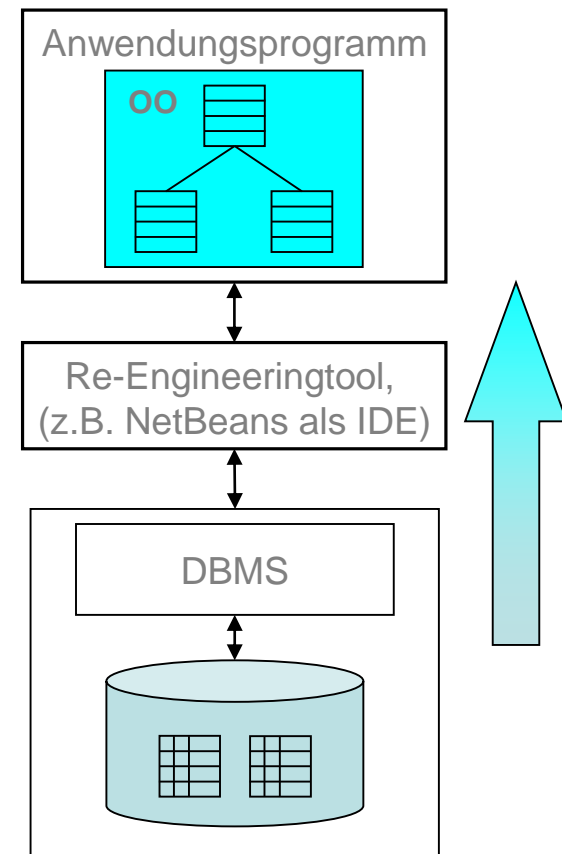 Anwendungsprogramm
OO
Re-Engineeringtool,
(z.B. NetBeans als IDE)
DBMS